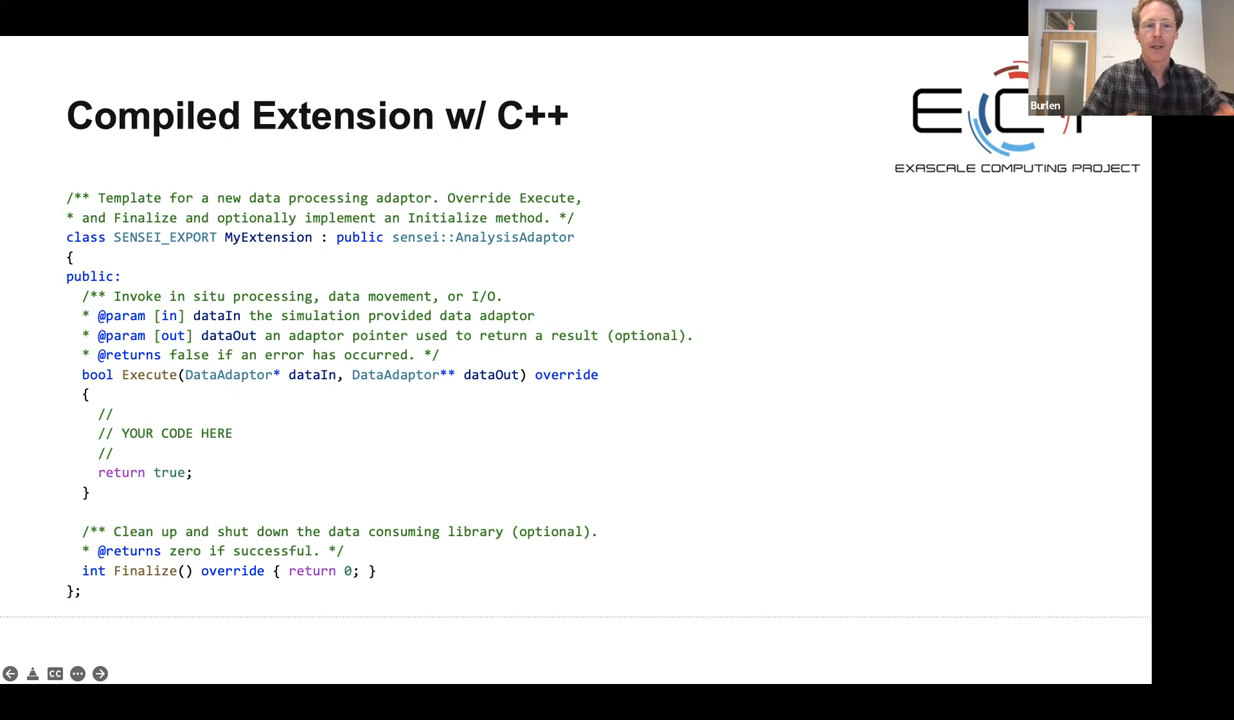 Burlen
Compiled Extension w/ C++
EXASCALE COMPUTING PROJECT
/** Template for a new data processing adaptor. Override Execute,
* and Finalize and optionally implement an Initialize method. */
class SENSEI_EXPORT MyExtension : public sensei::AnalysisAdaptor
{
public:
/** Invoke in situ processing, data movement, or I/O.
* @param [in] dataIn the simulation provided data adaptor
* @param [out] dataOut an adaptor pointer used to return a result (optional).
* @returns false if an error has occurred. */
bool Execute(DataAdaptor* dataIn, DataAdaptor** dataOut) override
{
//
// YOUR CODE HERE
//
return true;
}
/** Clean up and shut down the data consuming library (optional).
* @returns zero if successful. */
int Finalize() override { return 0; }
};
CC